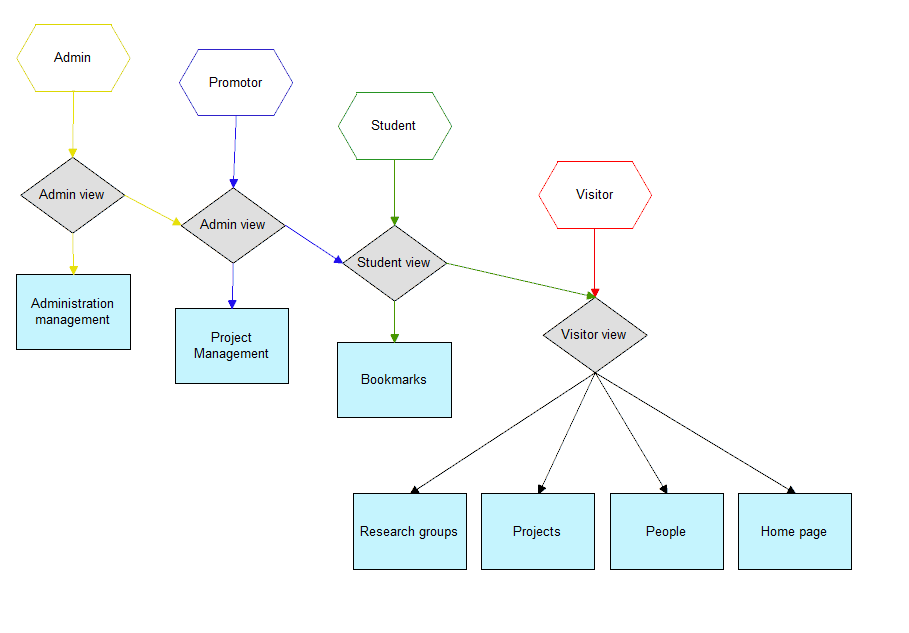 Admin
Promotor
Student
Visitor
Admin view
Admin view
Student view
Visitor view
Administration
management
Project
Management
Bookmarks
Research groups
Projects
People
Home page